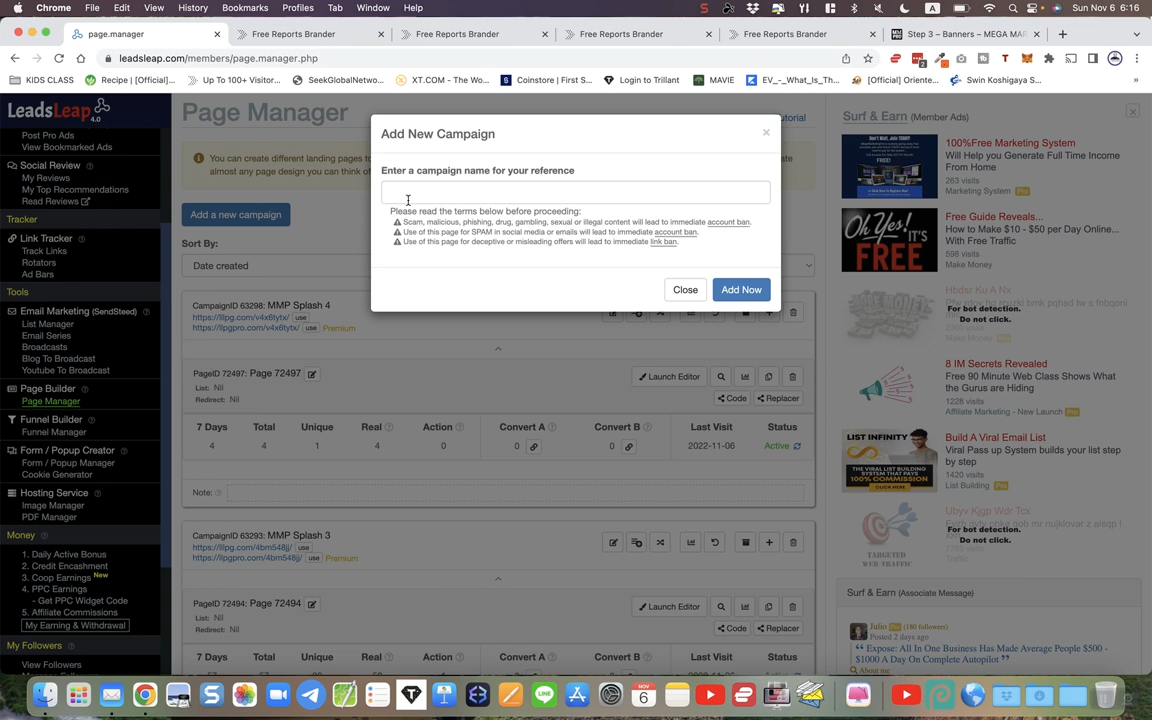 Chrome File Edit View History Bookmarks Profiles Tab Window Help Sun Nov 6 6:16
page.manager Free Reports Brander Free Reports Brander Free Reports Brander Free Reports Brander Step 3 – Banners – MEGA MAR
leadsleap.com/members/page.manager.php
KIDS CLASS Recipe | [Official]... Up To 100+ Visitor... SeekGlobalNetwo... XT.COM - The Wo... Coinstore | First S... Login to Trillant MAVIE EV_-_What_Is_Th... [Official] Oriente... Swin Koshigaya S...
LeadsLeap 4.0
Post Pro Ads
View Bookmarked Ads
Social Review
My Reviews
My Top Recommendations
Read Reviews
Tracker
Link Tracker
Track Links
Rotators
Ad Bars
Tools
Email Marketing (SendSteed)
List Manager
Email Series
Broadcasts
Blog To Broadcast
Youtube To Broadcast
Page Builder
Page Manager
Funnel Builder
Funnel Manager
Form / Popup Creator
Form / Popup Manager
Cookie Generator
Hosting Service
Image Manager
PDF Manager
Money
1. Daily Active Bonus
2. Credit Encashment
3. Coop Earnings New
4. PPC Earnings
- Get PPC Widget Code
5. Affiliate Commissions
My Earning & Withdrawal
My Followers
View Followers
Page Manager
utorial
You can create different landing pages t
ate
almost any page design you can think of
Add a new campaign
Sort By:
Date created
Add New Campaign
×
Enter a campaign name for your reference
Please read the terms below before proceeding:
Scam, malicious, phishing, drug, gambling, sexual or illegal content will lead to immediate account ban.
Use of this page for SPAM in social media or emails will lead to immediate account ban.
Use of this page for deceptive or misleading offers will lead to immediate link ban.
Close Add Now
CampaignID 63298: MMP Splash 4
https://llpg.com/v4x6tytx/ use
https://llpgpro.com/v4x6tytx/ use Premium
PageID 72497: Page 72497
Launch Editor
List: Nil
Redirect: Nil
Code Replacer
7 Days Total Unique Real Action Convert A Convert B Last Visit Status
4 4 1 4 0 0 0 2022-11-06 Active
Note:
CampaignID 63293: MMP Splash 3
https://llpg.com/4bm548jj/ use
https://llpgpro.com/4bm548jj/ use Premium
PageID 72494: Page 72494
Launch Editor
List: Nil
Redirect: Nil
Code Replacer
7 Days Total Unique Real Action Convert A Convert B Last Visit Status
Surf & Earn (Member Ads)
100%Free Marketing System
Will Help you Generate Full Time Income From Home
263 visits
Marketing System Pro
OH YES! IT'S FREE
Free Guide Reveals...
How to Make $10 - $50 per Day Online... With Free Traffic
598 visits
Make Money
Hbdsr Ku A Nx
For bot detection.
Do not click.
LIST INFINITY
THE VIRAL LIST BUILDING SYSTEM THAT PAYS 100% COMMISSION
CLICK HERE
8 IM Secrets Revealed
Free 90 Minute Web Class Shows What the Gurus are Hiding
1228 visits
Affiliate Marketing - New Launch Pro
Build A Viral Email List
Viral Pass up System builds your list step by step
1420 visits
List Building Pro
TARGETED WEB TRAFFIC
Ubyv Kjgp Wdr Tcx
For bot detection.
Do not click.
Surf & Earn (Associate Message)
Julio Pro (180 followers)
Posted 2 days ago
“ Expose: All In One Business Has Made Average People $500 - $1000 A Day On Complete Autopilot ”
About me